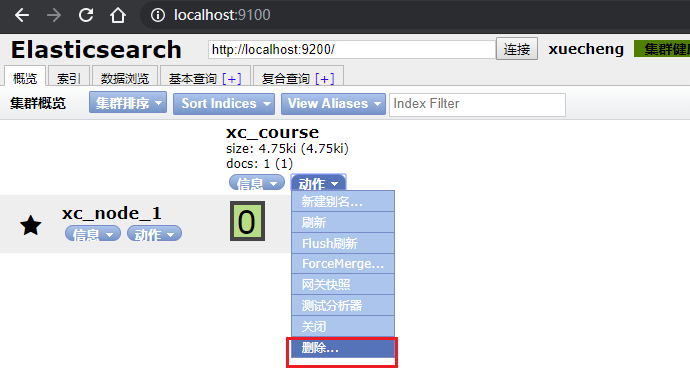 localhost:9100
Elasticsearch http://localhost:9200/ 连接 xuecheng 集群健康
概览 索引 数据浏览 基本查询 [+] 复合查询 [+]
集群概览 集群排序 Sort Indices View Aliases Index Filter
xc_course
size: 4.75ki (4.75ki)
docs: 1 (1)
信息 动作
xc_node_1
信息 动作
0
新建别名...
刷新
Flush刷新
ForceMerge...
网关快照
测试分析器
关闭
删除...